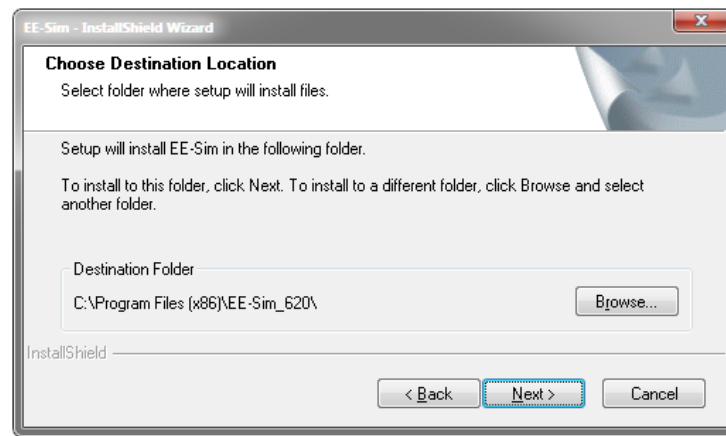 EE-Sim - InstallShield Wizard
Choose Destination Location
Select folder where setup will install files.
Setup will install EE-Sim in the following folder.
To install to this folder, click Next. To install to a different folder, click Browse and select
another folder.
Destination Folder
C:\Program Files (x86)\EE-Sim_620\
Browse...
InstallShield
< Back
Next >
Cancel